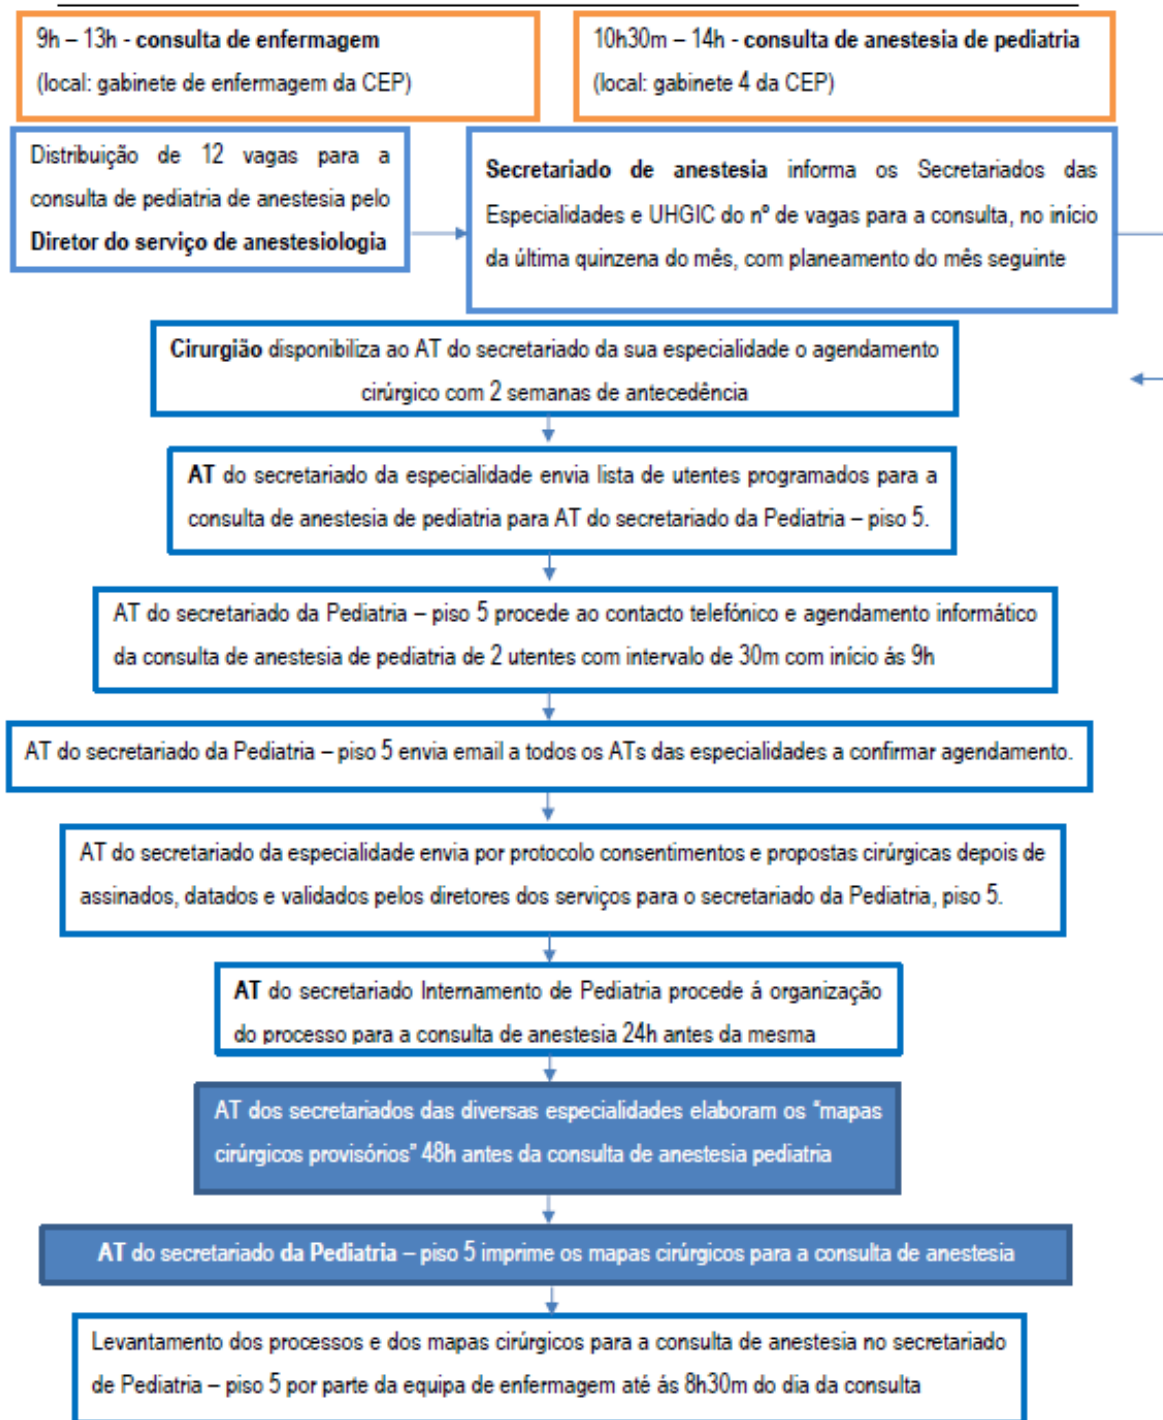 9h – 13h - consulta de enfermagem
(local: gabinete de enfermagem da CEP)
10h30m – 14h - consulta de anestesia de pediatria
(local: gabinete 4 da CEP)
Distribuição de 12 vagas para a
consulta de pediatria de anestesia pelo
Diretor do serviço de anestesiologia
Secretariado de anestesia informa os Secretariados das
Especialidades e UHGIC do nº de vagas para a consulta, no início
da última quinzena do mês, com planeamento do mês seguinte
Cirurgião disponibiliza ao AT do secretariado da sua especialidade o agendamento
cirúrgico com 2 semanas de antecedência
AT do secretariado da especialidade envia lista de utentes programados para a
consulta de anestesia de pediatria para AT do secretariado da Pediatria – piso 5.
AT do secretariado da Pediatria – piso 5 procede ao contacto telefónico e agendamento informático
da consulta de anestesia de pediatria de 2 utentes com intervalo de 30m com início ás 9h
AT do secretariado da Pediatria – piso 5 envia email a todos os ATs das especialidades a confirmar agendamento.
AT do secretariado da especialidade envia por protocolo consentimentos e propostas cirúrgicas depois de
assinados, datados e validados pelos diretores dos serviços para o secretariado da Pediatria, piso 5.
AT do secretariado Internamento de Pediatria procede á organização
do processo para a consulta de anestesia 24h antes da mesma
AT dos secretariados das diversas especialidades elaboram os “mapas
cirúrgicos provisórios” 48h antes da consulta de anestesia pediatria
AT do secretariado da Pediatria – piso 5 imprime os mapas cirúrgicos para a consulta de anestesia
Levantamento dos processos e dos mapas cirúrgicos para a consulta de anestesia no secretariado
de Pediatria – piso 5 por parte da equipa de enfermagem até ás 8h30m do dia da consulta